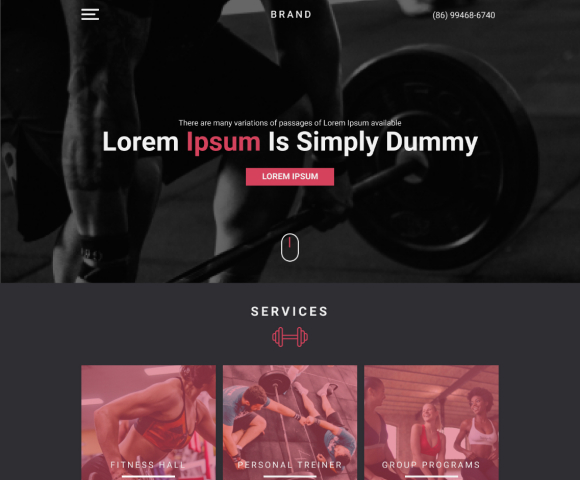 BRAND
(86) 99468-6740
There are many variations of passages of Lorem Ipsum available
Lorem Ipsum Is Simply Dummy
LOREM IPSUM
SERVICES
FITNESS HALL
PERSONAL TREINER
GROUP PROGRAMS